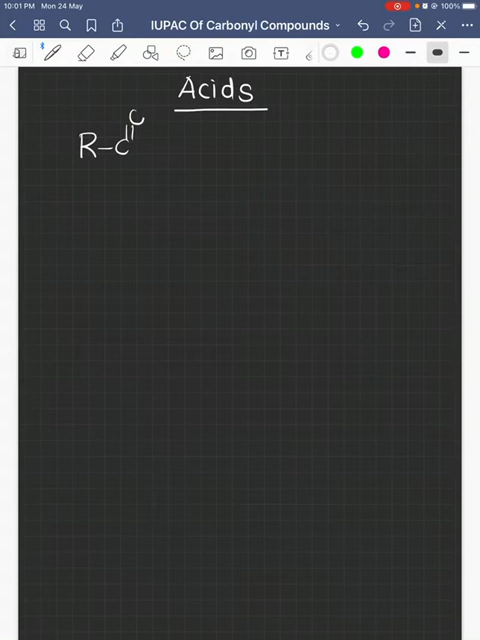 10:01 PM Mon 24 May
100%
IUPAC Of Carbonyl Compounds
T
Acids
C
R-C